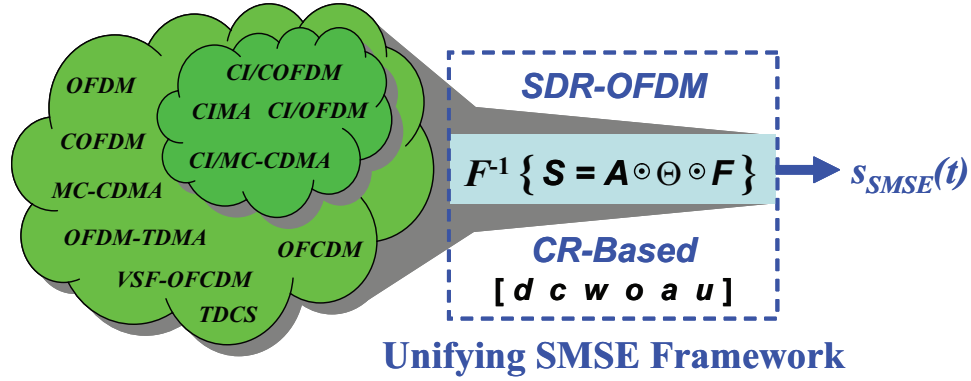 OFDM
COFDM
MC-CDMA
OFDM-TDMA
VSF-OFCDM
TDCS
OFCDM
CI/COFDM
CIMA CI/OFDM
CI/MC-CDMA
SDR-OFDM
F⁻¹ { S = A ⊙ Θ ⊙ F }
CR-Based
[ d c w o a u ]
s_SMSE(t)
Unifying SMSE Framework